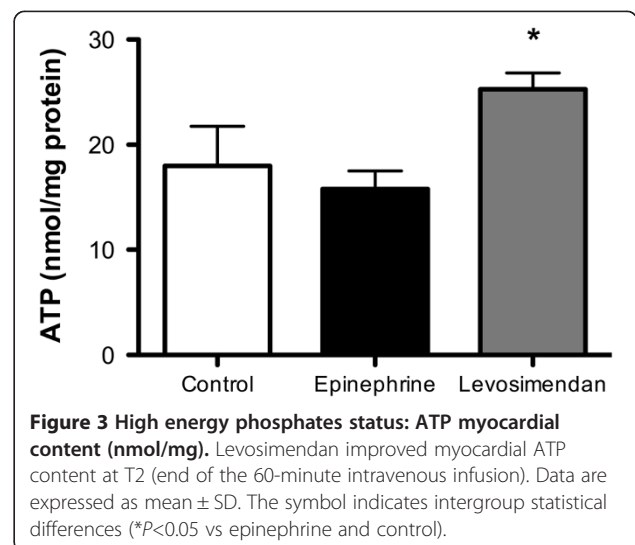 30
*
20
10
0
ATP (nmol/mg protein)
Control Epinephrine Levosimendan
Figure 3 High energy phosphates status: ATP myocardial
content (nmol/mg). Levosimendan improved myocardial ATP
content at T2 (end of the 60-minute intravenous infusion). Data are
expressed as mean ± SD. The symbol indicates intergroup statistical
differences (*P<0.05 vs epinephrine and control).